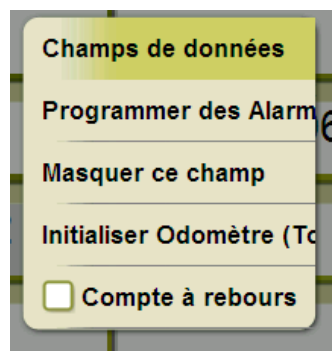 Champs de données
Programmer des Alarm
Masquer ce champ
Initialiser Odomètre (To
Compte à rebours